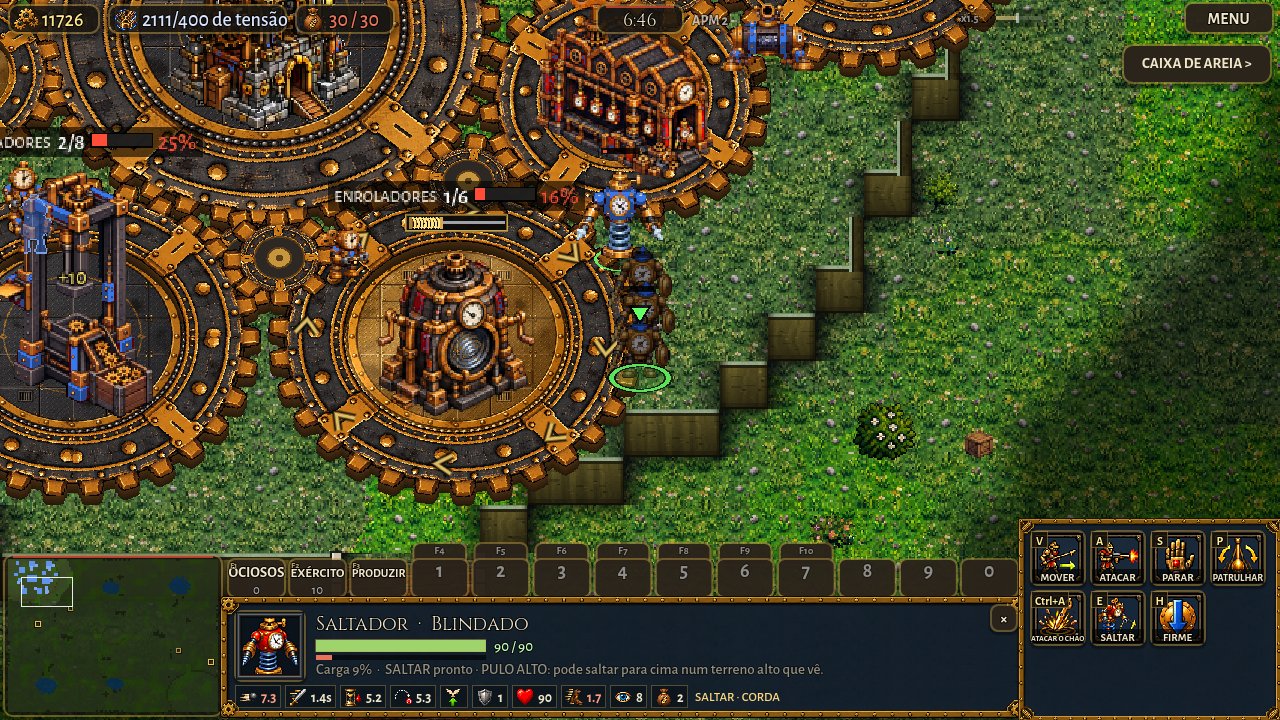 11726
2111/400 de tensão
30 / 30
6:46
APM 2
x1.5
MENU
CAIXA DE AREIA >
ADORES 2/8 25%
ENROLADORES 1/6 16%
+10
F4 F5 F6 F7 F8 F9 F10
OCIOSOS EXÉRCITO PRODUZIR 1 2 3 4 5 6 7 8 9 0
0 10
SALTADOR · BLINDADO
×
90 / 90
Carga 9% · SALTAR pronto · PULO ALTO: pode saltar para cima num terreno alto que vê.
7.3 1.4s 5.2 5.3 1 90 1.7 8 2 SALTAR · CORDA
V A S P
MOVER ATACAR PARAR PATRULHAR
Ctrl+A E H
ATACAR O CHÃO SALTAR FIRME